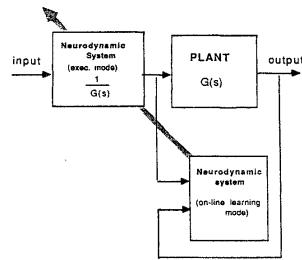 input
Neurodynamic
System
(exec. mode)
1
G(s)
PLANT
G(s)
output
Neurodynamic
system
(on-line learning
mode)